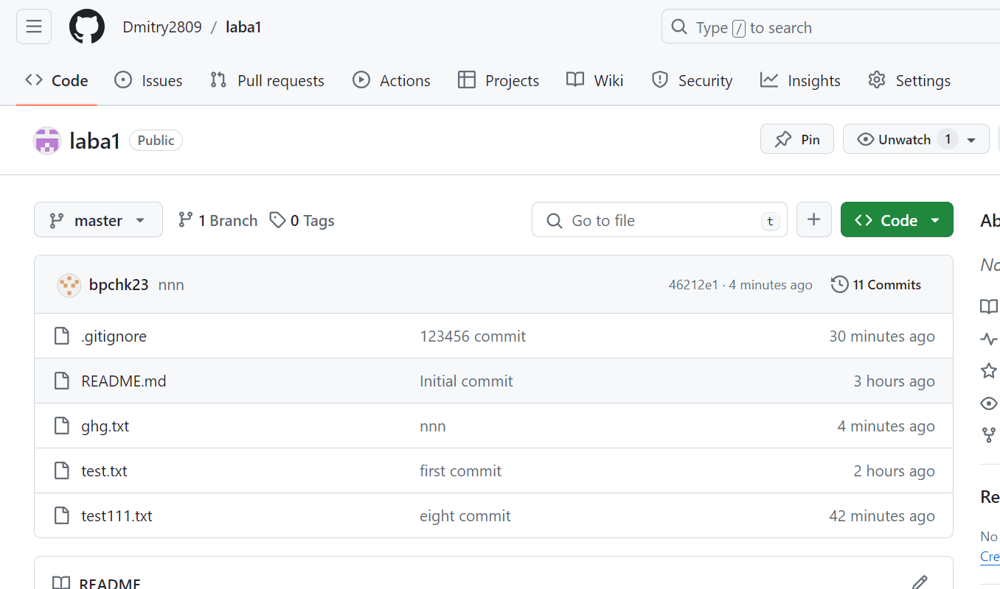 Dmitry2809 / laba1
Type / to search
Code Issues Pull requests Actions Projects Wiki Security Insights Settings
laba1 Public
Pin Unwatch 1
master 1 Branch 0 Tags Go to file t + Code
Ab
bpchk23 nnn 46212e1 · 4 minutes ago 11 Commits
No
.gitignore 123456 commit 30 minutes ago
README.md Initial commit 3 hours ago
ghg.txt nnn 4 minutes ago
test.txt first commit 2 hours ago
test111.txt eight commit 42 minutes ago
Re
No
Cre
README